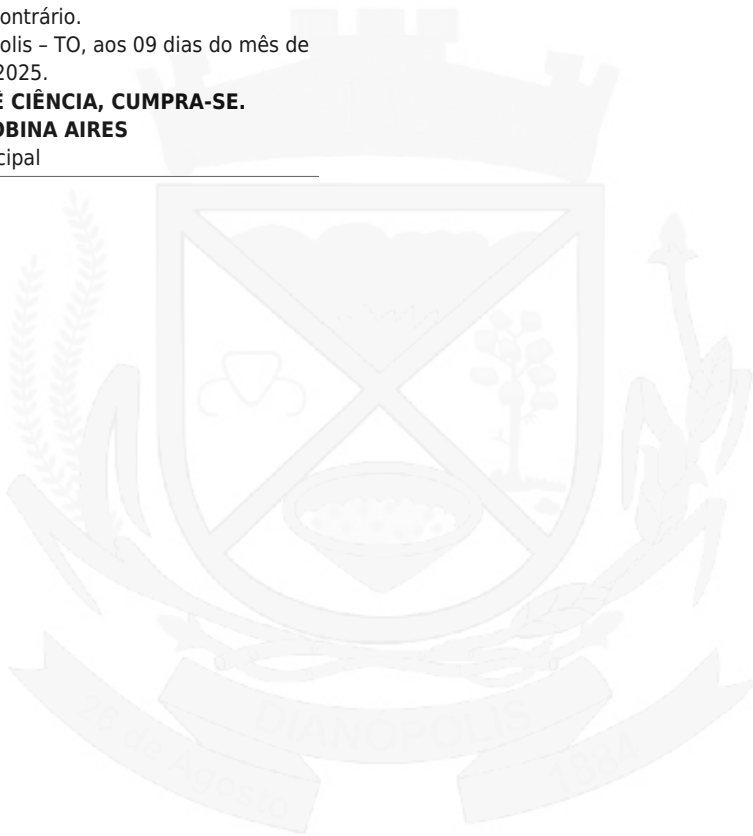 ontrário.
olis – TO, aos 09 dias do mês de
2025.
Ê CIÊNCIA, CUMPRA-SE.
OBINA AIRES
cipal
26 de Agosto
DIANOPOLIS
1884